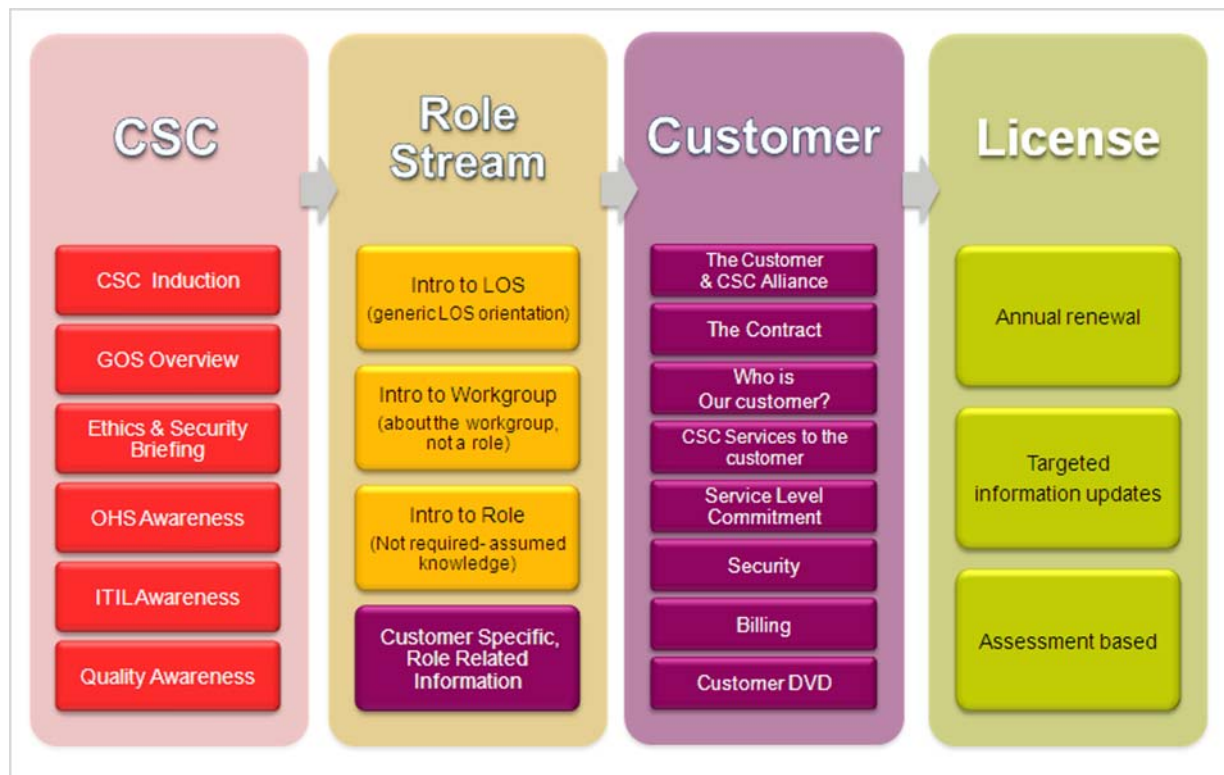 CSC
CSC Induction
GOS Overview
Ethics & Security
Briefing
OHS Awareness
ITIL Awareness
Quality Awareness
Role
Stream
Intro to LOS
(generic LOS orientation)
Intro to Workgroup
(about the workgroup,
not a role)
Intro to Role
(Not required- assumed
knowledge)
Customer Specific,
Role Related
Information
Customer
The Customer
& CSC Alliance
The Contract
Who is
Our customer?
CSC Services to the
customer
Service Level
Commitment
Security
Billing
Customer DVD
License
Annual renewal
Targeted
information updates
Assessment based